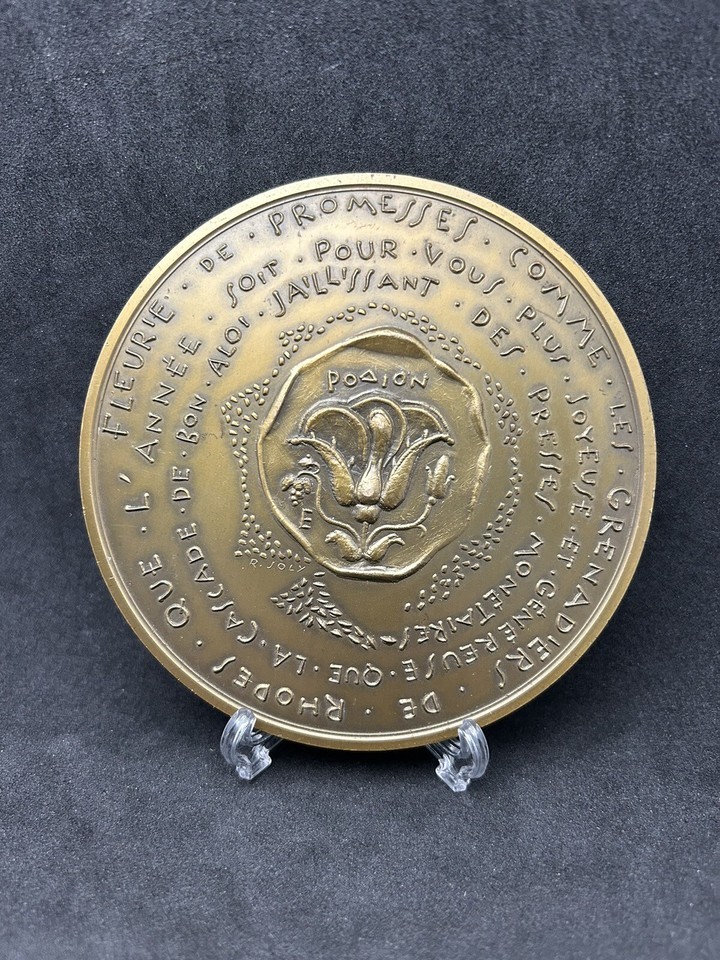 FLEURIE · DE · PROMESSES · COMME · LES · GRENADIERS · DE · RHODES · QUE ·
L'ANNÉE · SOIT · POUR · VOUS · PLUS · JOYEUSE · ET · GÉNÉREUSE · QUE · LA · CASCADE ·
DE · BON · ALOI · JAILLISSANT · DES · PRESSES · MONÉTAIRES
ΡΟΔΙΟΝ
E
R. JOLY